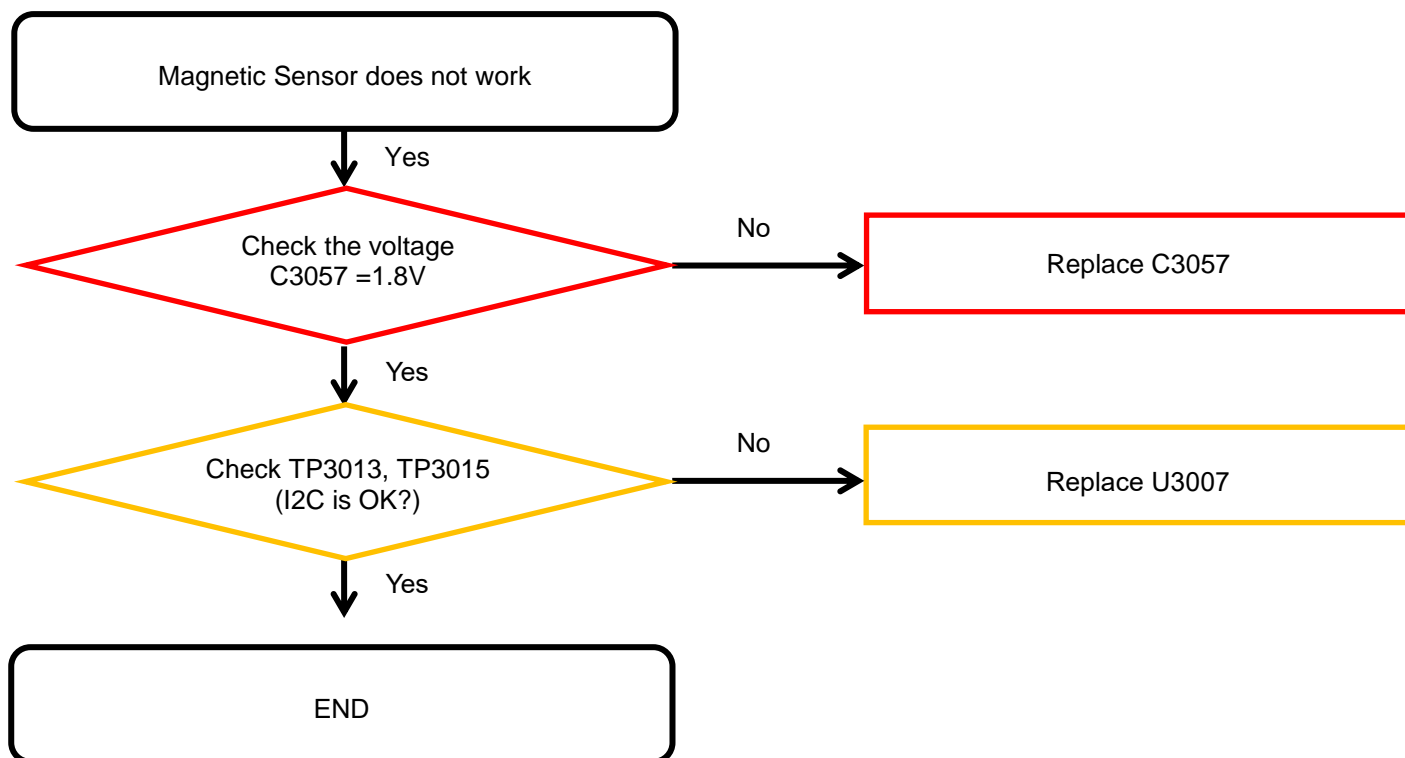 Magnetic Sensor does not work
Yes
Check the voltage
C3057 =1.8V
No
Replace C3057
Yes
Check TP3013, TP3015
(I2C is OK?)
No
Replace U3007
Yes
END